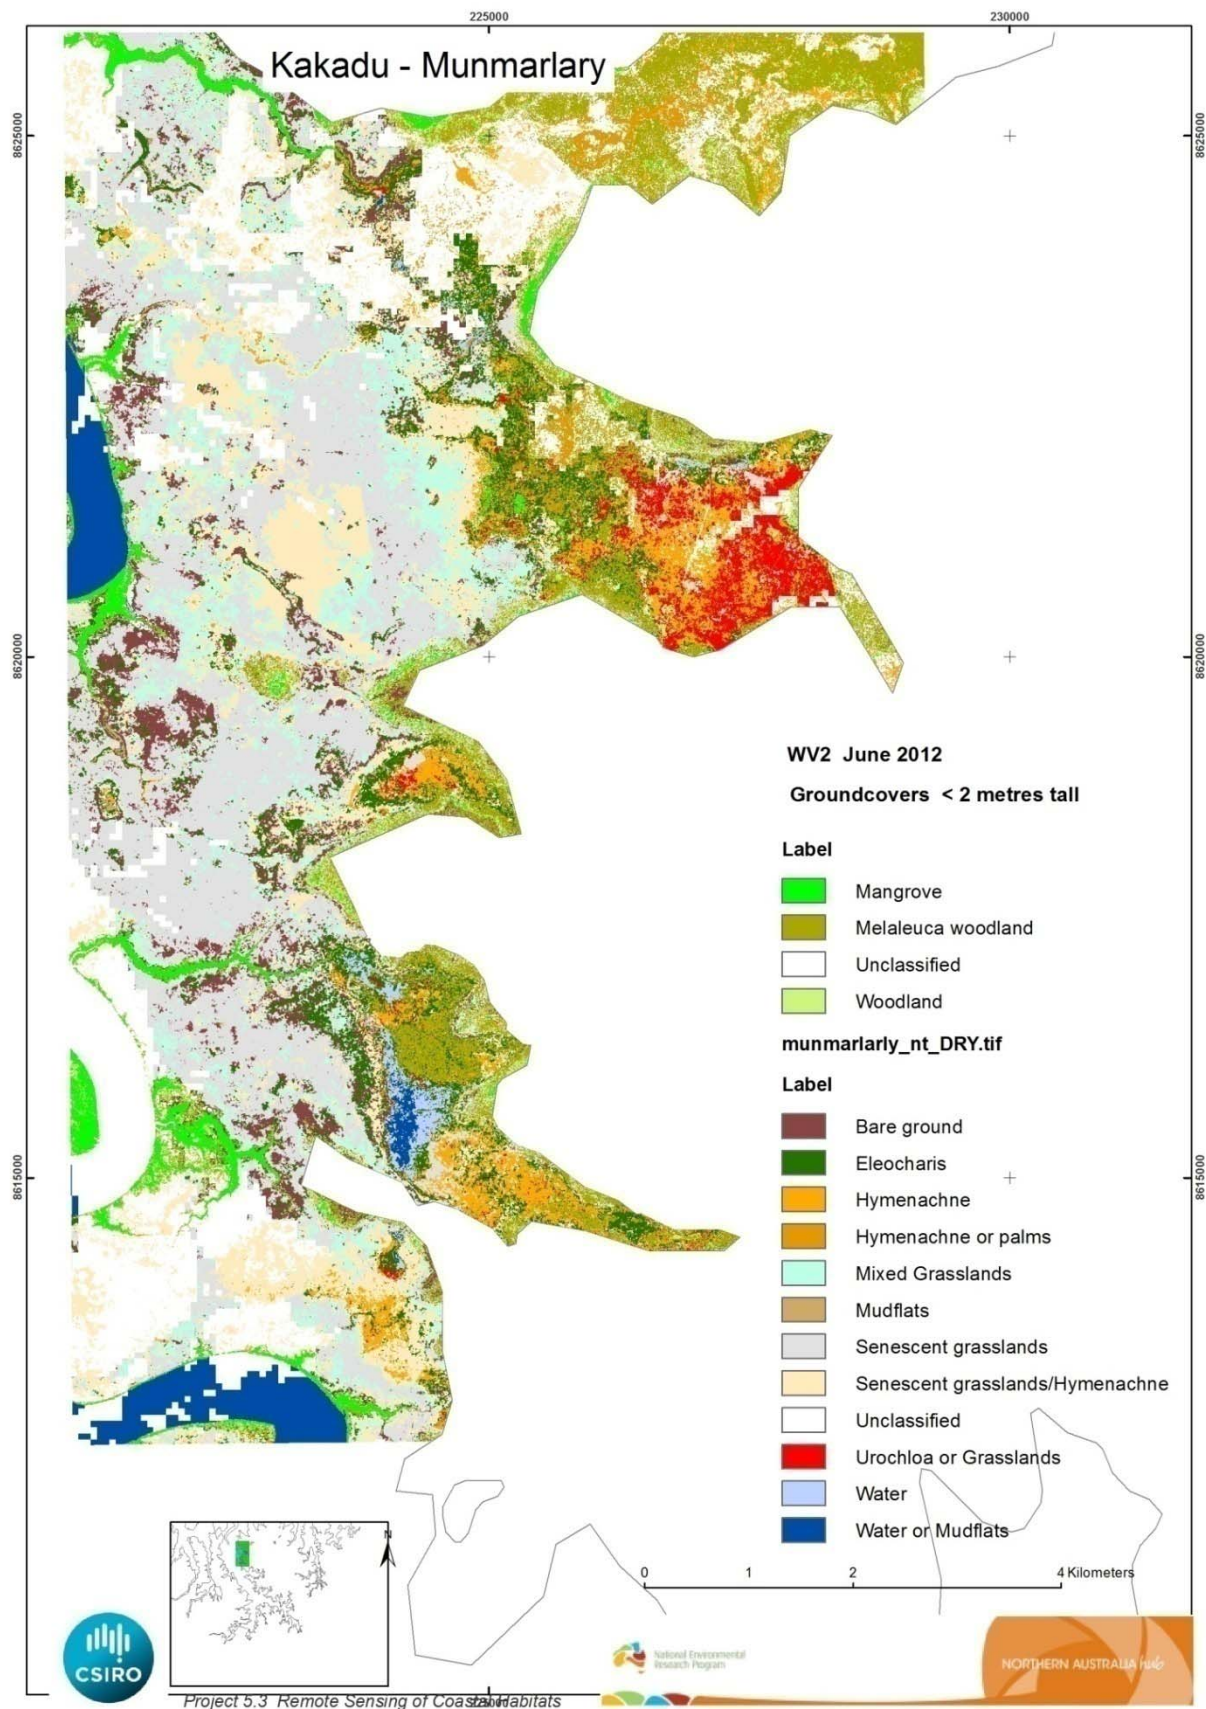 225000
230000
Kakadu - Munmarlary
8625000
8625000
8620000
8620000
WV2 June 2012
Groundcovers < 2 metres tall
Label
Mangrove
Melaleuca woodland
Unclassified
Woodland
munmarlarly_nt_DRY.tif
Label
Bare ground
Eleocharis
8615000
8615000
Hymenachne
Hymenachne or palms
Mixed Grasslands
Mudflats
Senescent grasslands
Senescent grasslands/Hymenachne
Unclassified
Urochloa or Grasslands
Water
Water or Mudflats
N
0 1 2 4 Kilometers
CSIRO
National Environmental
Research Program
NORTHERN AUSTRALIA hub
Project 5.3 Remote Sensing of Coastal Habitats